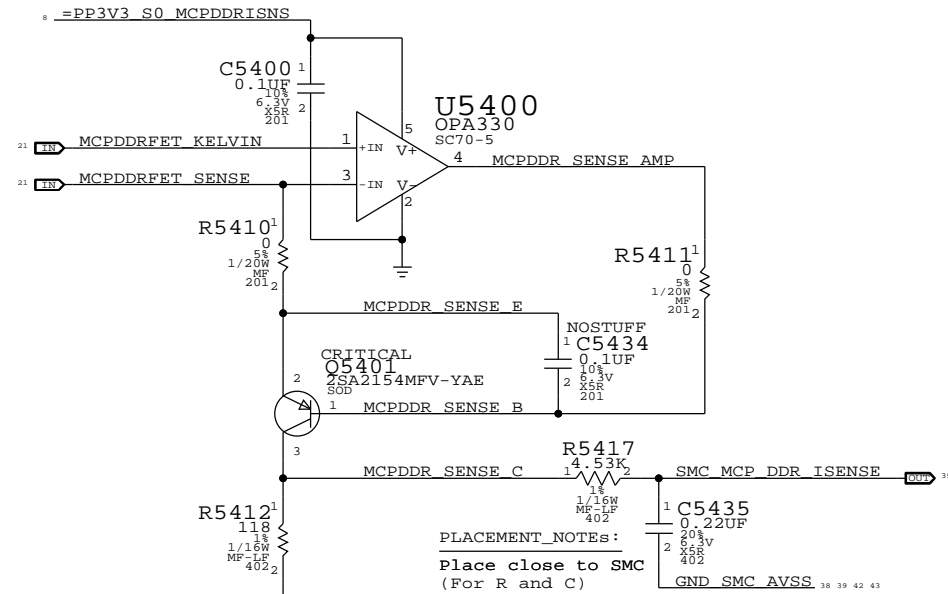 8 =PP3V3_S0_MCPDDRISNS
C5400 1
0.1UF
10%
6.3V
X5R
201
2
U5400
OPA330
SC70-5
21 IN MCPDDRFET_KELVIN 1 +IN V+ 5
4 MCPDDR_SENSE_AMP
21 IN MCPDDRFET_SENSE 3 -IN V- 2
R5410 1
0
5%
1/20W
MF
201 2
R5411 1
0
5%
1/20W
MF
201 2
MCPDDR_SENSE_E
NOSTUFF
1 C5434
0.1UF
10%
6.3V
X5R
201
2
CRITICAL
Q5401
2SA2154MFV-YAE
SOD
2
1 MCPDDR_SENSE_B
3
R5417
4.53K
1 2
1%
1/16W
MF-LF
402
MCPDDR_SENSE_C
SMC_MCP_DDR_ISENSE OUT
R5412 1
118
1%
1/16W
MF-LF
402 2
1 C5435
0.22UF
20%
6.3V
X5R
402
2
PLACEMENT_NOTEs:
Place close to SMC
(For R and C)
GND_SMC_AVSS 38 39 42 43